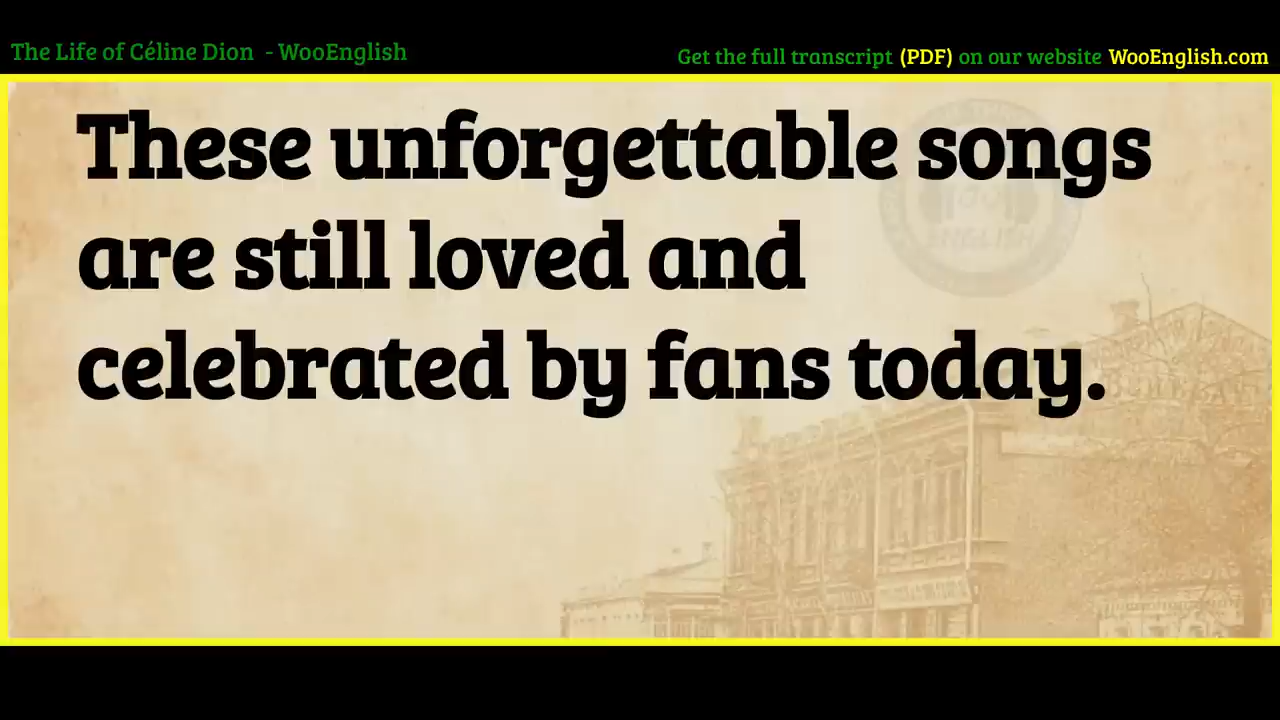 The Life of Céline Dion - WooEnglish
Get the full transcript (PDF) on our website WooEnglish.com
These unforgettable songs
are still loved and
celebrated by fans today.
ENGLISH